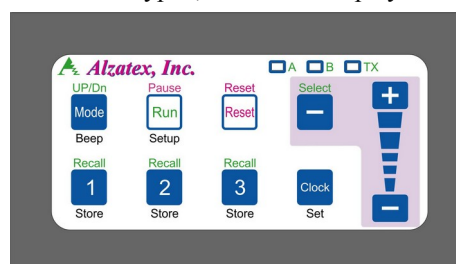 Alzatex, Inc.
A B TX
UP/Dn Pause Reset Select
Mode Run Reset − +
Beep Setup
Recall Recall Recall
1 2 3 Clock −
Store Store Store Set